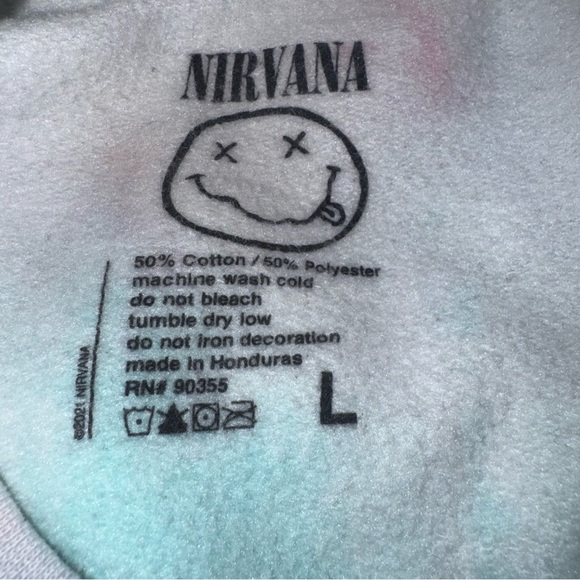 NIRVANA
50% Cotton / 50% Polyester
machine wash cold
do not bleach
tumble dry low
do not iron decoration
made in Honduras
RN# 90355
L
©2021 NIRVANA